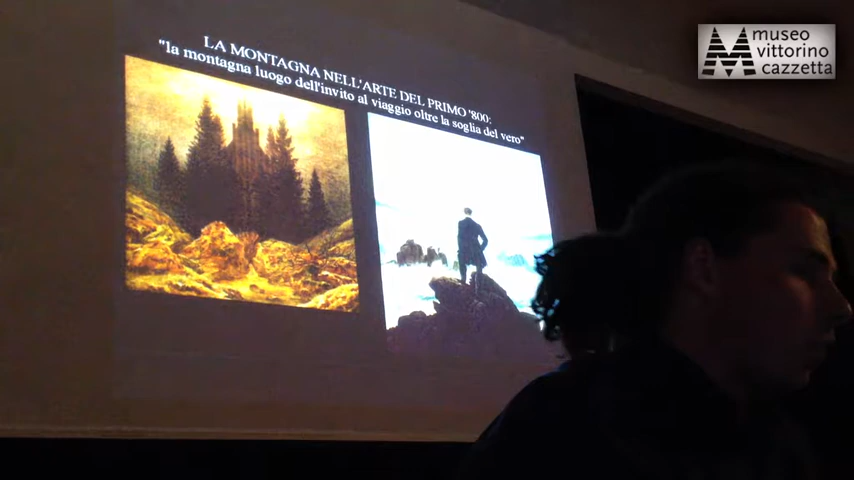 LA MONTAGNA NELL'ARTE DEL PRIMO '800:
"la montagna luogo dell'invito al viaggio oltre la soglia del vero"
museo
vittorino
cazzetta